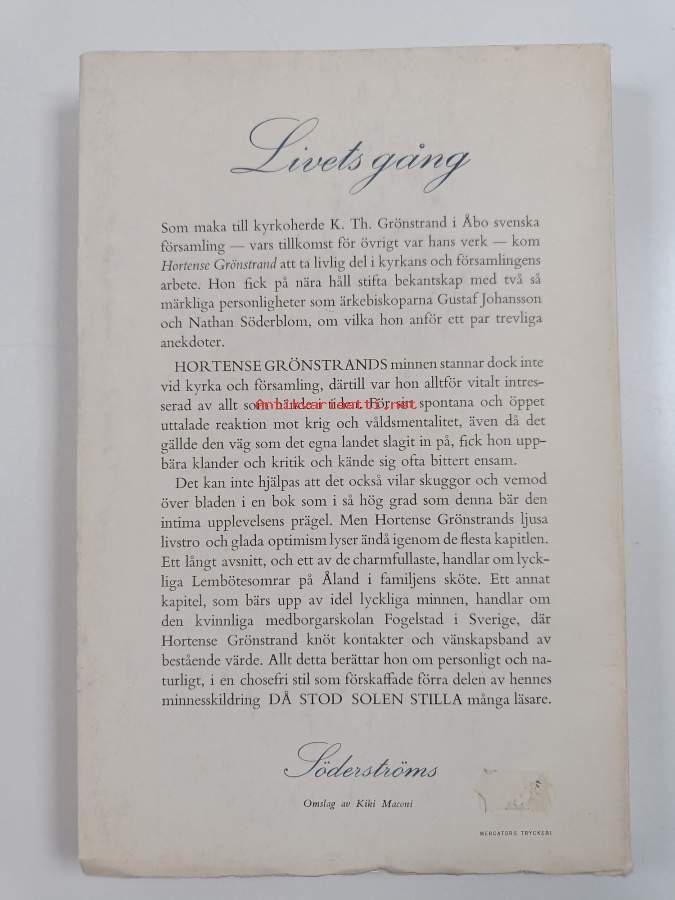 Livets gång
Som maka till kyrkoherde K. Th. Grönstrand i Åbo svenska
församling — vars tillkomst för övrigt var hans verk — kom
Hortense Grönstrand att ta livlig del i kyrkans och församlingens
arbete. Hon fick på nära håll stifta bekantskap med två så
märkliga personligheter som ärkebiskoparna Gustaf Johansson
och Nathan Söderblom, om vilka hon anför ett par trevliga
anekdoter.
HORTENSE GRÖNSTRANDS minnen stannar dock inte
vid kyrka och församling, därtill var hon alltför vitalt intres-
serad av allt som hände i tiden. För sin spontana och öppet
Antikvariaatti.net
uttalade reaktion mot krig och våldsmentalitet, även då det
gällde den väg som det egna landet slagit in på, fick hon upp-
bära klander och kritik och kände sig ofta bittert ensam.
Det kan inte hjälpas att det också vilar skuggor och vemod
över bladen i en bok som i så hög grad som denna bär den
intima upplevelsens prägel. Men Hortense Grönstrands ljusa
livstro och glada optimism lyser ändå igenom de flesta kapitlen.
Ett långt avsnitt, och ett av de charmfullaste, handlar om lyck-
liga Lembötesomrar på Åland i familjens sköte. Ett annat
kapitel, som bärs upp av idel lyckliga minnen, handlar om
den kvinnliga medborgarskolan Fogelstad i Sverige, där
Hortense Grönstrand knöt kontakter och vänskapsband av
bestående värde. Allt detta berättar hon om personligt och na-
turligt, i en chosefri stil som förskaffade förra delen av hennes
minnesskildring DÅ STOD SOLEN STILLA många läsare.
Söderströms
Omslag av Kiki Maconi
MERCATORS TRYCKERI